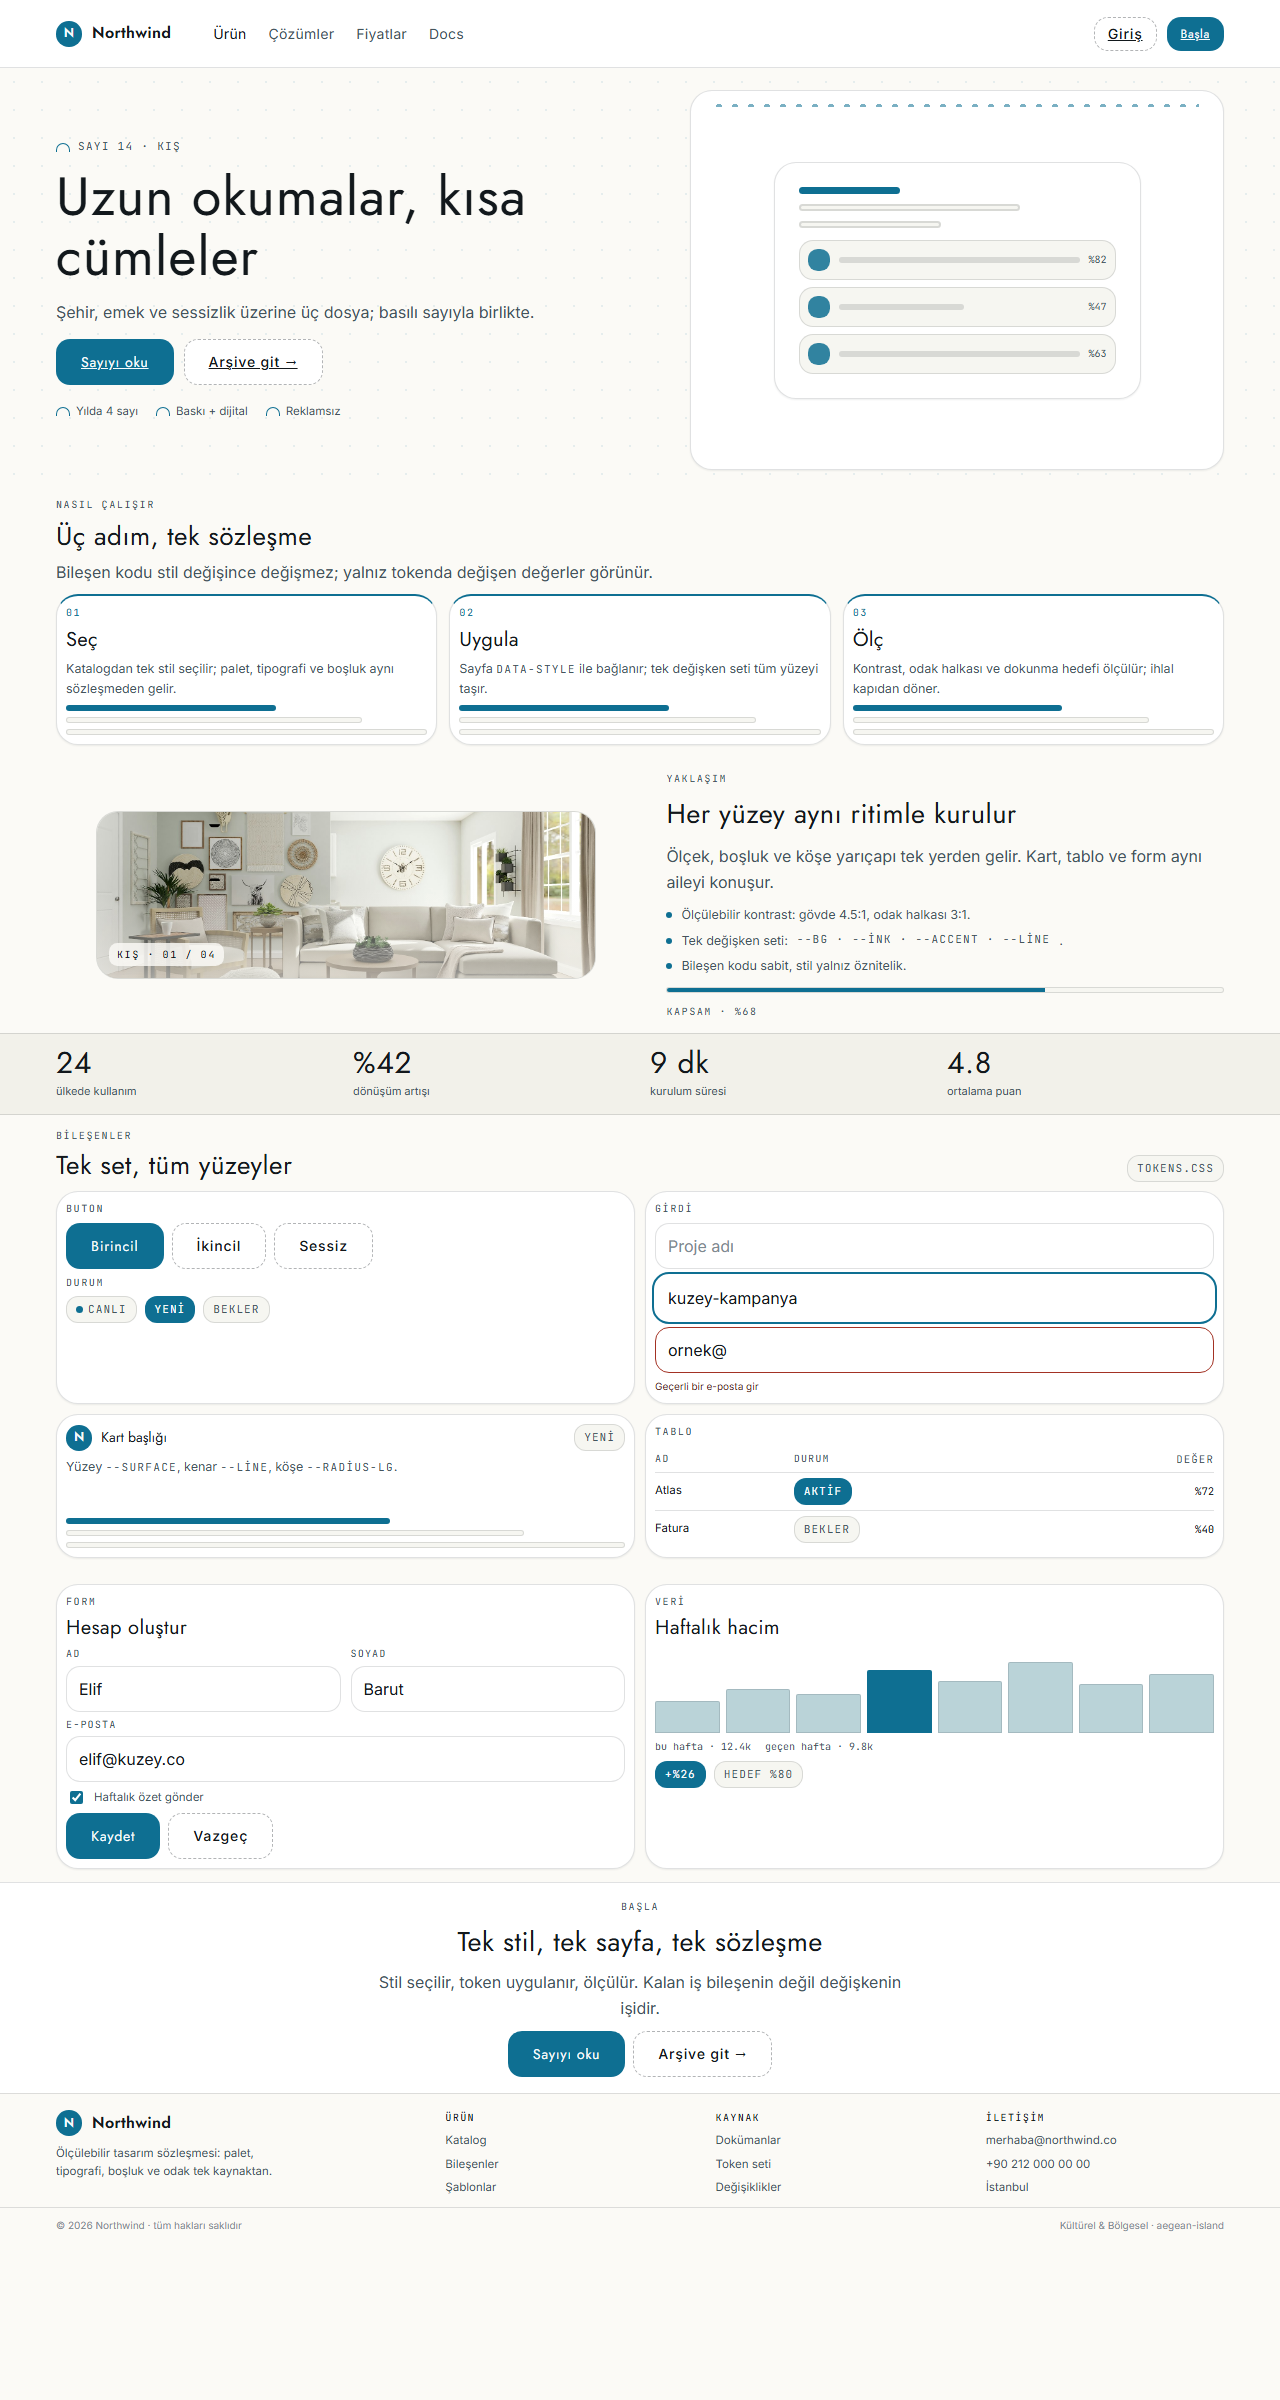 N Northwind Ürün Çözümler Fiyatlar Docs Giriş Başla
SAYI 14 · KIŞ
Uzun okumalar, kısa
cümleler
Şehir, emek ve sessizlik üzerine üç dosya; basılı sayıyla birlikte.
Sayıyı oku Arşive git →
Yılda 4 sayı Baskı + dijital Reklamsız
%82
%47
%63
NASIL ÇALIŞIR
Üç adım, tek sözleşme
Bileşen kodu stil değişince değişmez; yalnız tokenda değişen değerler görünür.
01
Seç
Katalogdan tek stil seçilir; palet, tipografi ve boşluk aynı
sözleşmeden gelir.
02
Uygula
Sayfa DATA-STYLE ile bağlanır; tek değişken seti tüm yüzeyi
taşır.
03
Ölç
Kontrast, odak halkası ve dokunma hedefi ölçülür; ihlal
kapıdan döner.
KIŞ · 01 / 04
YAKLAŞIM
Her yüzey aynı ritimle kurulur
Ölçek, boşluk ve köşe yarıçapı tek yerden gelir. Kart, tablo ve form aynı
aileyi konuşur.
Ölçülebilir kontrast: gövde 4.5:1, odak halkası 3:1.
Tek değişken seti: --BG · --İNK · --ACCENT · --LİNE .
Bileşen kodu sabit, stil yalnız öznitelik.
KAPSAM · %68
24 %42 9 dk 4.8
ülkede kullanım dönüşüm artışı kurulum süresi ortalama puan
BİLEŞENLER
Tek set, tüm yüzeyler
TOKENS.CSS
BUTON
Birincil İkincil Sessiz
DURUM
CANLI YENİ BEKLER
GİRDİ
Proje adı
kuzey-kampanya
ornek@
Geçerli bir e-posta gir
N Kart başlığı YENİ
Yüzey --SURFACE, kenar --LİNE, köşe --RADİUS-LG.
TABLO
AD DURUM DEĞER
Atlas AKTİF %72
Fatura BEKLER %40
FORM
Hesap oluştur
AD SOYAD
Elif Barut
E-POSTA
elif@kuzey.co
Haftalık özet gönder
Kaydet Vazgeç
VERİ
Haftalık hacim
bu hafta · 12.4k geçen hafta · 9.8k
+%26 HEDEF %80
BAŞLA
Tek stil, tek sayfa, tek sözleşme
Stil seçilir, token uygulanır, ölçülür. Kalan iş bileşenin değil değişkenin
işidir.
Sayıyı oku Arşive git →
N Northwind
Ölçülebilir tasarım sözleşmesi: palet,
tipografi, boşluk ve odak tek kaynaktan.
ÜRÜN
Katalog
Bileşenler
Şablonlar
KAYNAK
Dokümanlar
Token seti
Değişiklikler
İLETİŞİM
merhaba@northwind.co
+90 212 000 00 00
İstanbul
© 2026 Northwind · tüm hakları saklıdır
Kültürel & Bölgesel · aegean-island